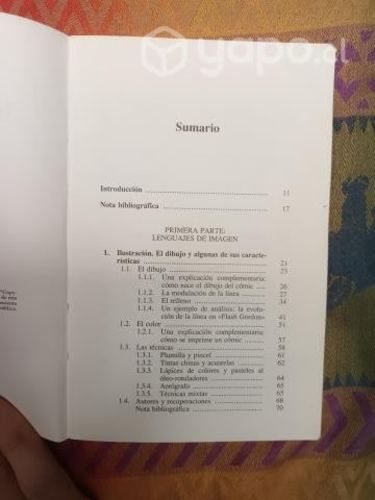 yapo.cl
Sumario
Introducción 11
Nota bibliográfica 17
PRIMERA PARTE:
LENGUAJES DE IMAGEN
1. Ilustración. El dibujo y algunas de sus carac-
terísticas 21
1.1. El dibujo 23
1.1.1. Una explicación complementaria:
cómo nace el dibujo del cómic 26
1.1.2. La modulación de la línea 27
1.1.3. El relleno 34
1.1.4. Un ejemplo de análisis: la evolu-
ción de la línea en «Flash Gordon» 41
1.2. El color 51
1.2.1. Una explicación complementaria:
cómo se imprime un cómic 57
1.3. Las técnicas 58
1.3.1. Plumilla y pincel 61
1.3.2. Tintas chinas y acuarelas 62
1.3.3. Lápices de colores y pasteles al
óleo-rotuladores 64
1.3.4. Aerógrafo 65
1.3.5. Técnicas mixtas 65
1.4. Autores y recuperaciones 68
Nota bibliográfica 70